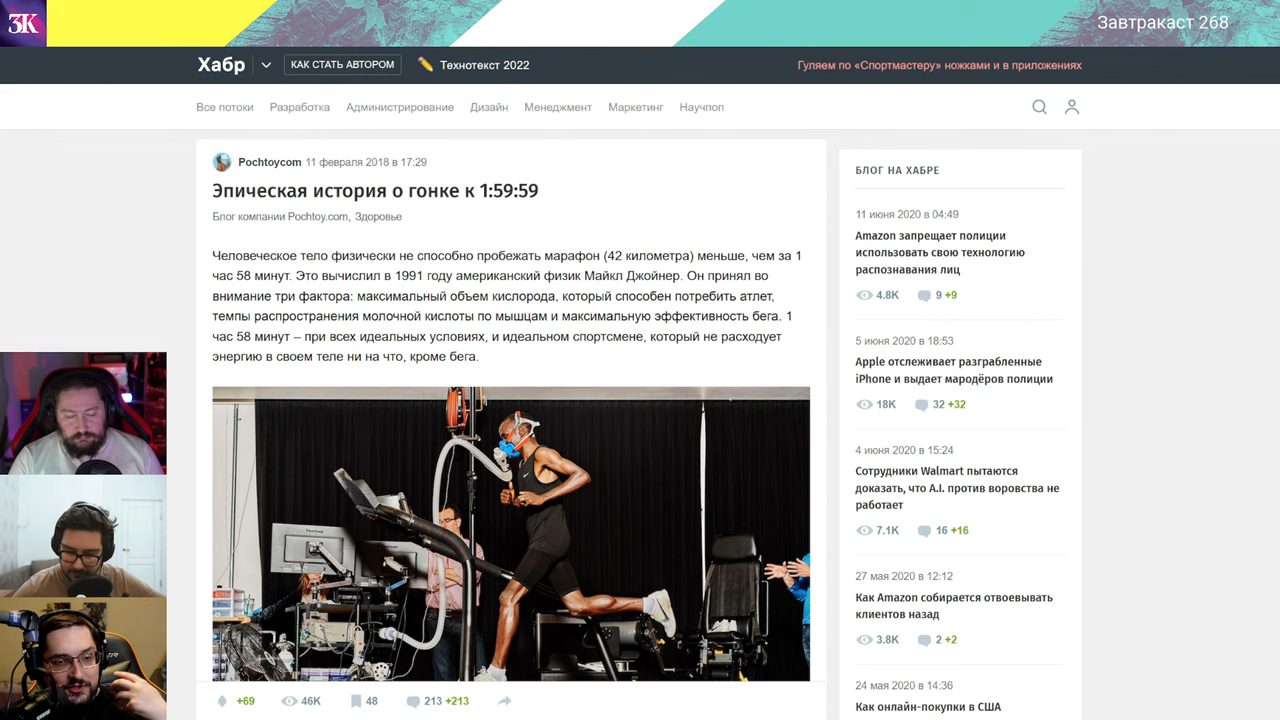 ЗК
Завтракаст 268
Хабр
КАК СТАТЬ АВТОРОМ
Технотекст 2022
Гуляем по «Спортмастеру» ножками и в приложениях
Все потоки Разработка Администрирование Дизайн Менеджмент Маркетинг Научпоп
Pochtoycom 11 февраля 2018 в 17:29
Эпическая история о гонке к 1:59:59
Блог компании Pochtoy.com, Здоровье
Человеческое тело физически не способно пробежать марафон (42 километра) меньше, чем за 1
час 58 минут. Это вычислил в 1991 году американский физик Майкл Джойнер. Он принял во
внимание три фактора: максимальный объем кислорода, который способен потребить атлет,
темпы распространения молочной кислоты по мышцам и максимальную эффективность бега. 1
час 58 минут – при всех идеальных условиях, и идеальном спортсмене, который не расходует
энергию в своем теле ни на что, кроме бега.
+69 46K 48 213 +213
БЛОГ НА ХАБРЕ
11 июня 2020 в 04:49
Amazon запрещает полиции
использовать свою технологию
распознавания лиц
4.8K 9 +9
5 июня 2020 в 18:53
Apple отслеживает разграбленные
iPhone и выдает мародёров полиции
18K 32 +32
4 июня 2020 в 15:24
Сотрудники Walmart пытаются
доказать, что A.I. против воровства не
работает
7.1K 16 +16
27 мая 2020 в 12:12
Как Amazon собирается отвоевывать
клиентов назад
3.8K 2 +2
24 мая 2020 в 14:36
Как онлайн-покупки в США